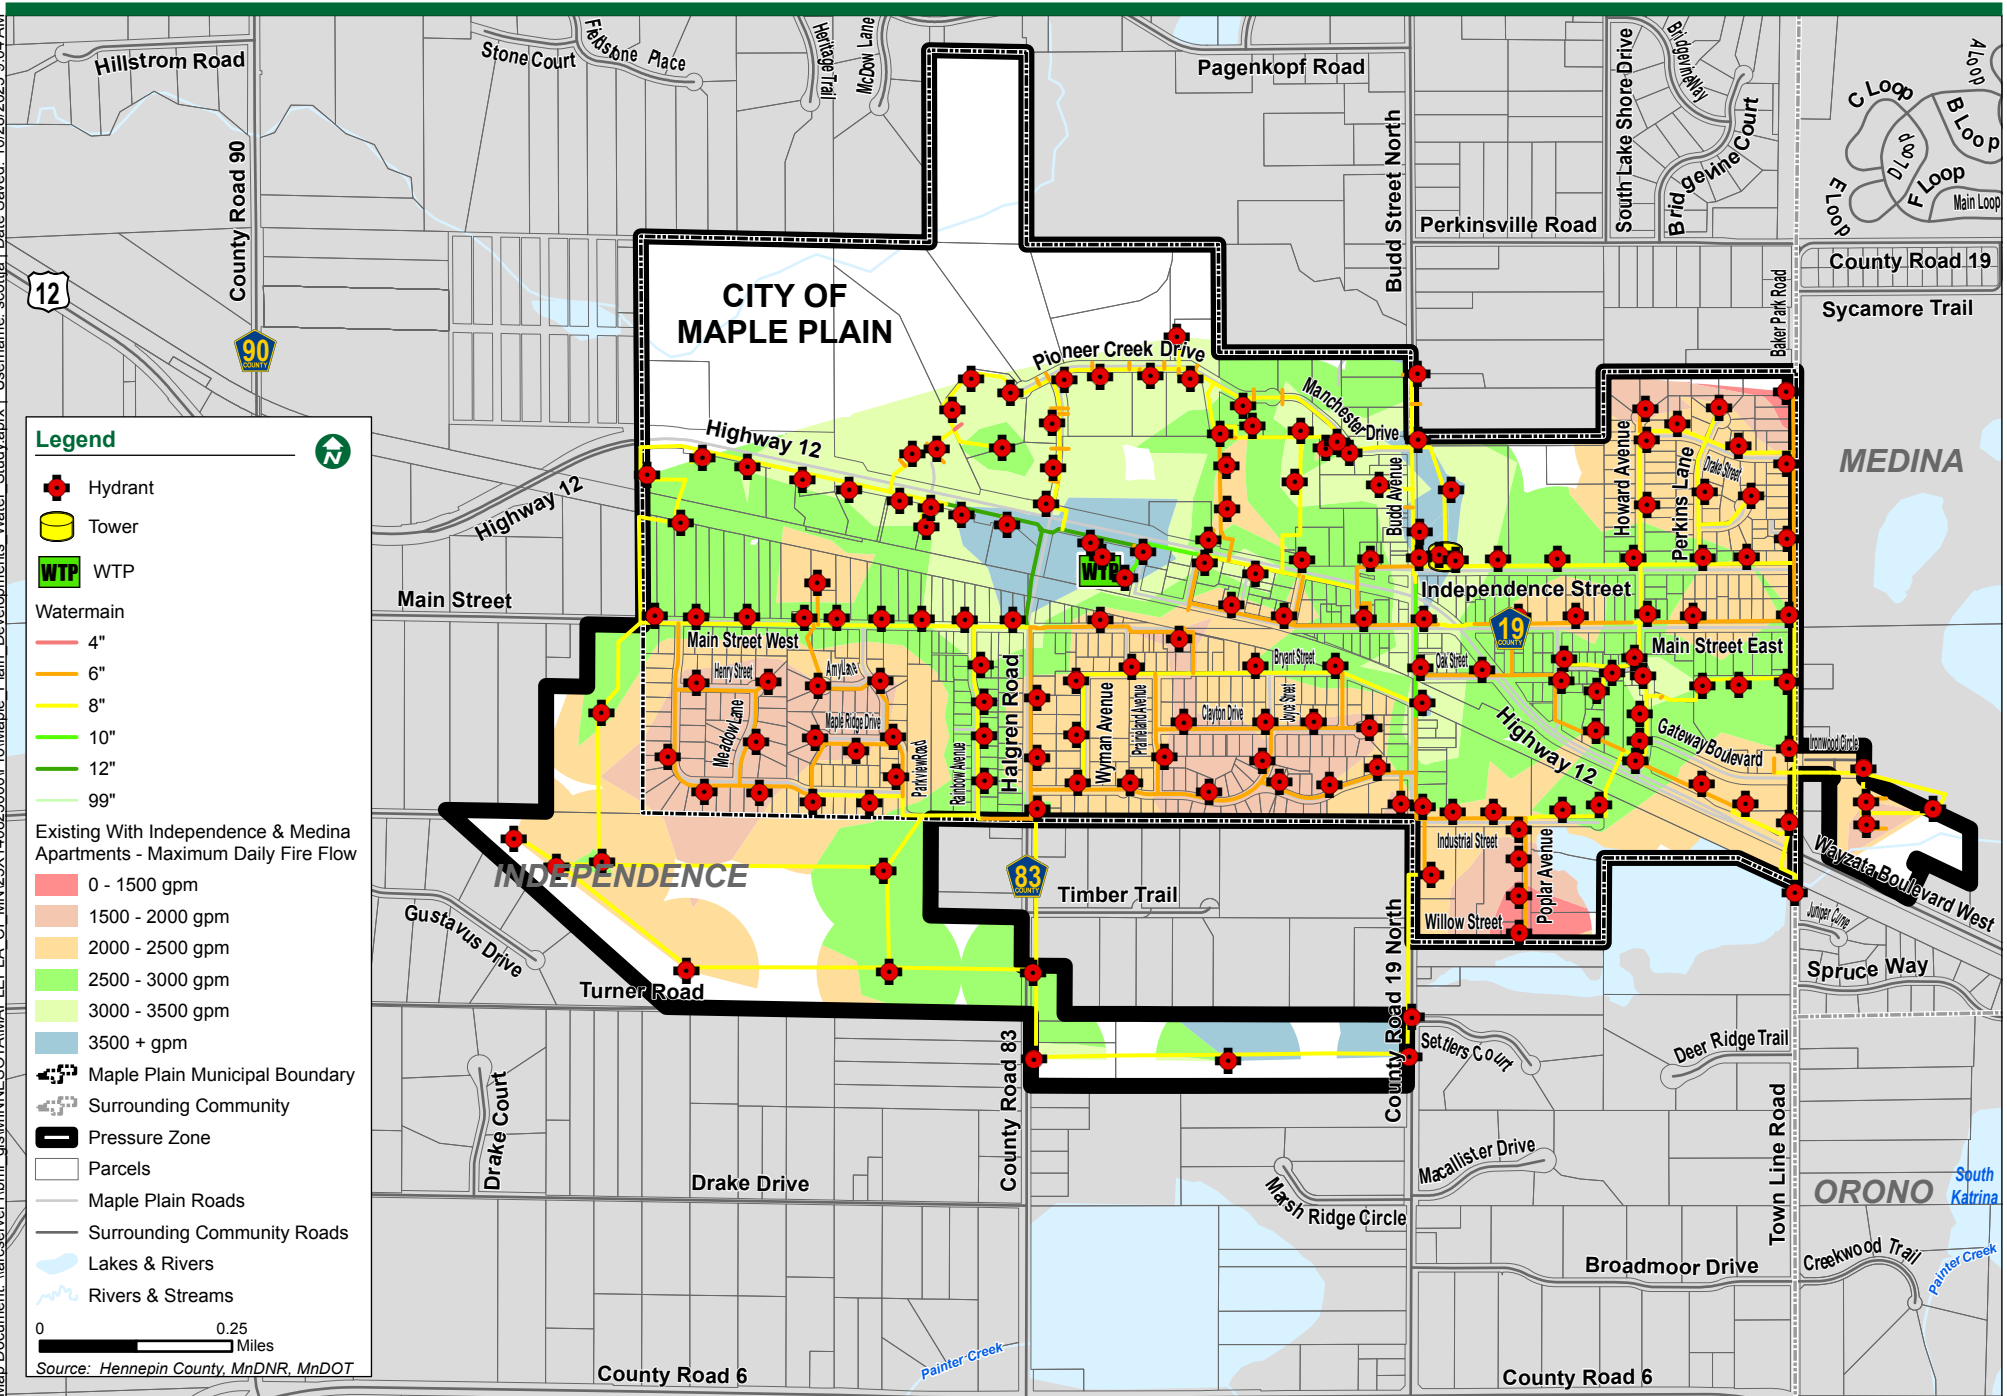 Hillstrom Road
Stone Court
Fieldstone Place
Heritage Trail
McDow Lane
Pagenkopf Road
South Lake Shore Drive
Bridgevine Way
Bridgevine Court
C Loop
A Loop
B Loop
D Loop
E Loop
F Loop
Main Loop
County Road 90
12
90
COUNTY
Budd Street North
Perkinsville Road
County Road 19
Sycamore Trail
Baker Park Road
CITY OF
MAPLE PLAIN
Pioneer Creek Drive
Manchester Drive
Highway 12
Highway 12
Budd Avenue
Howard Avenue
Perkins Lane
Drake Street
MEDINA
Legend
N
Hydrant
Tower
WTP
WTP
Watermain
4"
6"
8"
10"
12"
99"
Existing With Independence & Medina
Apartments - Maximum Daily Fire Flow
0 - 1500 gpm
1500 - 2000 gpm
2000 - 2500 gpm
2500 - 3000 gpm
3000 - 3500 gpm
3500 + gpm
Maple Plain Municipal Boundary
Surrounding Community
Pressure Zone
Parcels
Maple Plain Roads
Surrounding Community Roads
Lakes & Rivers
Rivers & Streams
0
0.25
Miles
Source: Hennepin County, MnDNR, MnDOT
WTP
Main Street
Main Street West
Independence Street
19
COUNTY
Main Street East
Henry Street
Amy Lane
Meadow Lane
Maple Ridge Drive
Parkview Road
Rainbow Avenue
Halgren Road
Wyman Avenue
Prairieland Avenue
Bryant Street
Clayton Drive
Joyce Street
Oak Street
Highway 12
Gateway Boulevard
Ironwood Circle
INDEPENDENCE
83
COUNTY
Timber Trail
Industrial Street
Poplar Avenue
Willow Street
Wayzata Boulevard West
Juniper Curve
Spruce Way
Gustavus Drive
Turner Road
County Road 19 North
Settlers Court
Deer Ridge Trail
Drake Court
County Road 83
Town Line Road
Drake Drive
Macallister Drive
Marsh Ridge Circle
ORONO
South
Katrina
Broadmoor Drive
Creekwood Trail
Painter Creek
Painter Creek
County Road 6
County Road 6